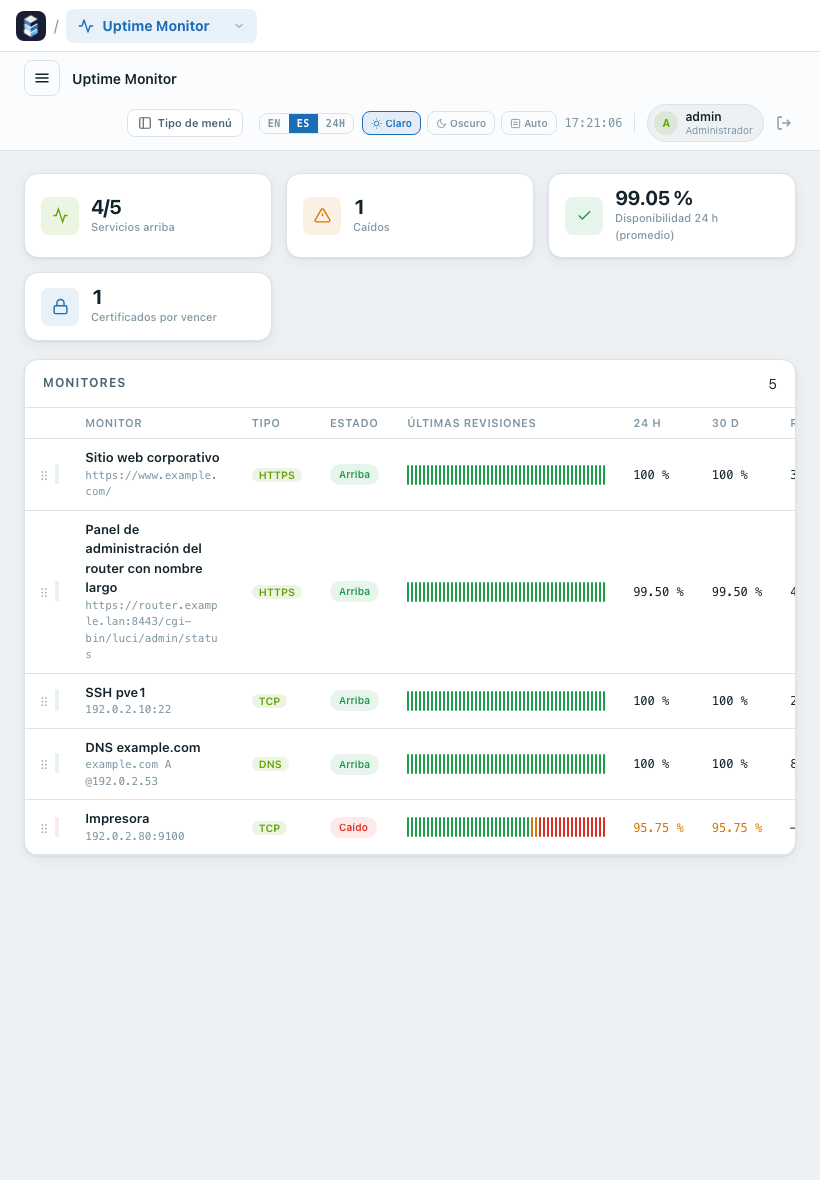 / Uptime Monitor
Uptime Monitor
Tipo de menú EN ES 24H Claro Oscuro Auto 17:21:06 A admin
Administrador
4/5
Servicios arriba
1
Caídos
99.05 %
Disponibilidad 24 h
(promedio)
1
Certificados por vencer
MONITORES 5
MONITOR TIPO ESTADO ÚLTIMAS REVISIONES 24 H 30 D
Sitio web corporativo
https://www.example.
com/
HTTPS Arriba 100 % 100 %
Panel de
administración del
router con nombre
largo
https://router.examp
le.lan:8443/cgi-
bin/luci/admin/statu
s
HTTPS Arriba 99.50 % 99.50 %
SSH pve1
192.0.2.10:22
TCP Arriba 100 % 100 %
DNS example.com
example.com A
@192.0.2.53
DNS Arriba 100 % 100 %
Impresora
192.0.2.80:9100
TCP Caído 95.75 % 95.75 %